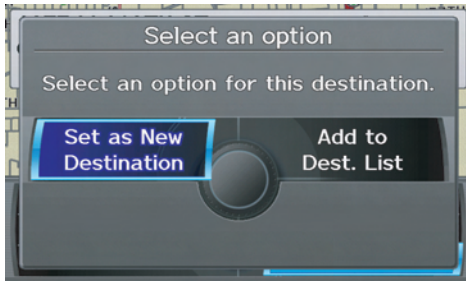 Select an option
Select an option for this destination.
Set as New
Destination
Add to
Dest. List